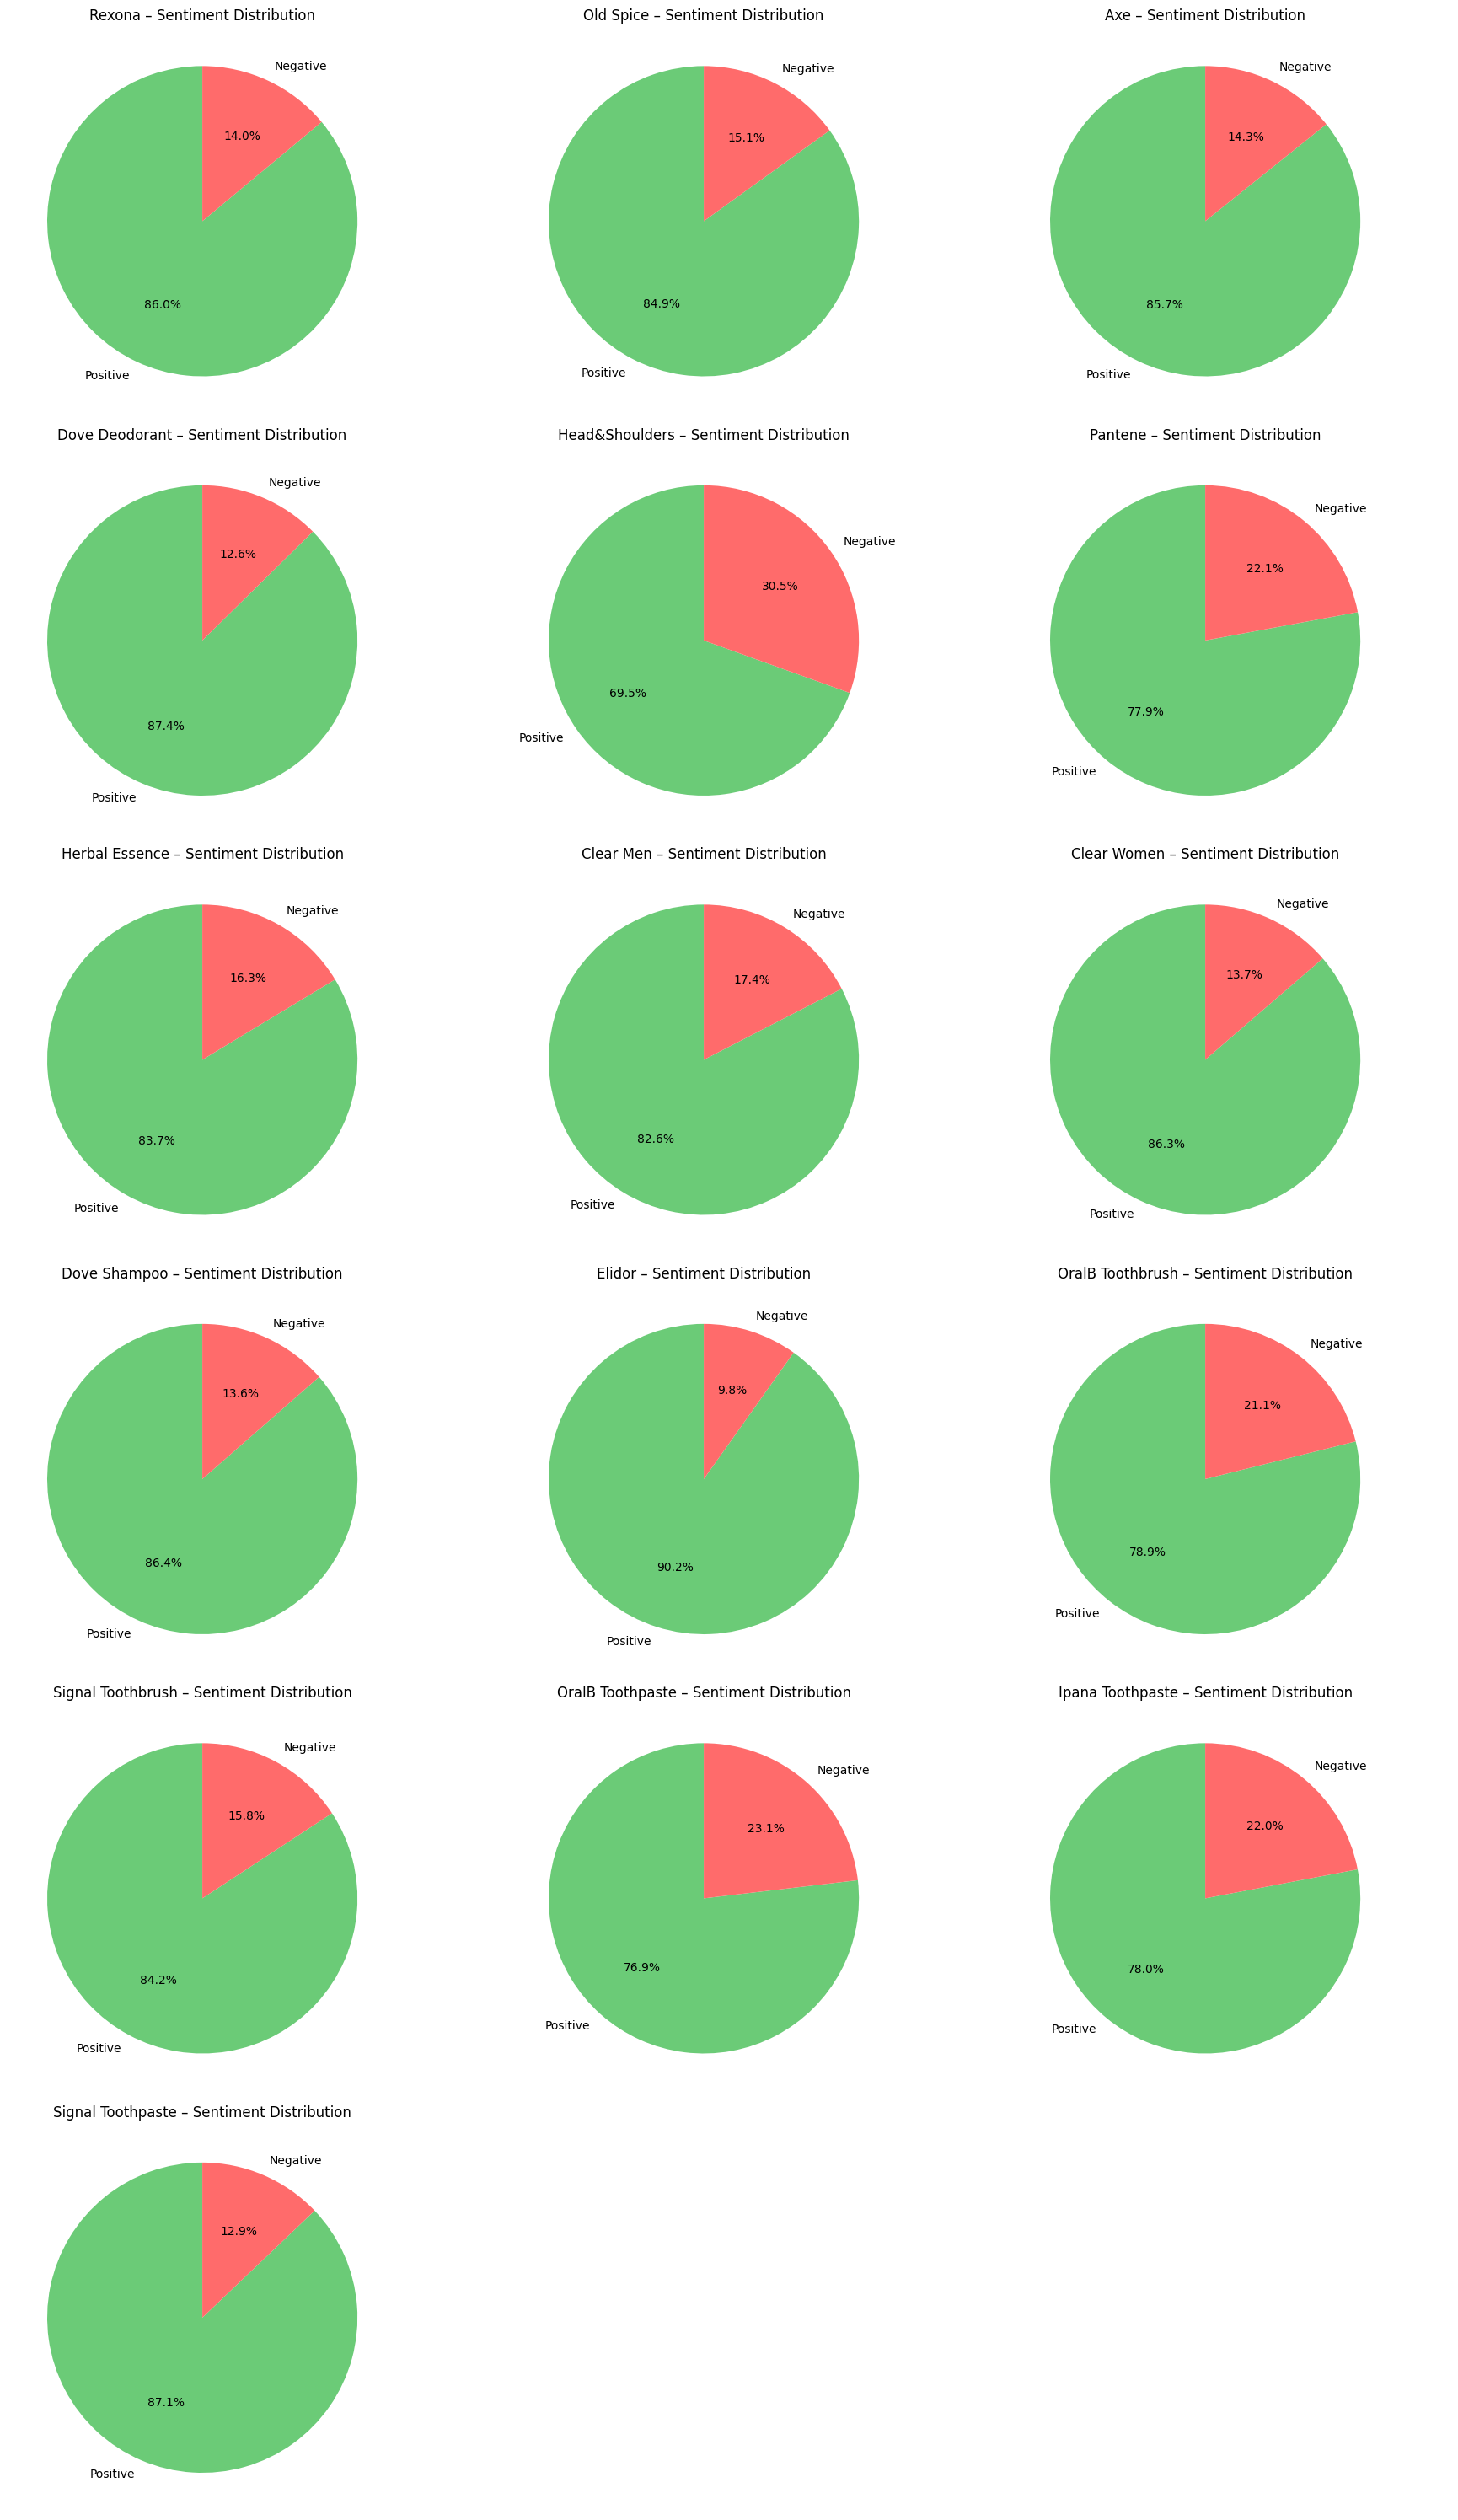 Rexona – Sentiment Distribution
Negative
14.0%
86.0%
Positive
Old Spice – Sentiment Distribution
Negative
15.1%
84.9%
Positive
Axe – Sentiment Distribution
Negative
14.3%
85.7%
Positive
Dove Deodorant – Sentiment Distribution
Negative
12.6%
87.4%
Positive
Head&Shoulders – Sentiment Distribution
Negative
30.5%
69.5%
Positive
Pantene – Sentiment Distribution
Negative
22.1%
77.9%
Positive
Herbal Essence – Sentiment Distribution
Negative
16.3%
83.7%
Positive
Clear Men – Sentiment Distribution
Negative
17.4%
82.6%
Positive
Clear Women – Sentiment Distribution
Negative
13.7%
86.3%
Positive
Dove Shampoo – Sentiment Distribution
Negative
13.6%
86.4%
Positive
Elidor – Sentiment Distribution
Negative
9.8%
90.2%
Positive
OralB Toothbrush – Sentiment Distribution
Negative
21.1%
78.9%
Positive
Signal Toothbrush – Sentiment Distribution
Negative
15.8%
84.2%
Positive
OralB Toothpaste – Sentiment Distribution
Negative
23.1%
76.9%
Positive
Ipana Toothpaste – Sentiment Distribution
Negative
22.0%
78.0%
Positive
Signal Toothpaste – Sentiment Distribution
Negative
12.9%
87.1%
Positive